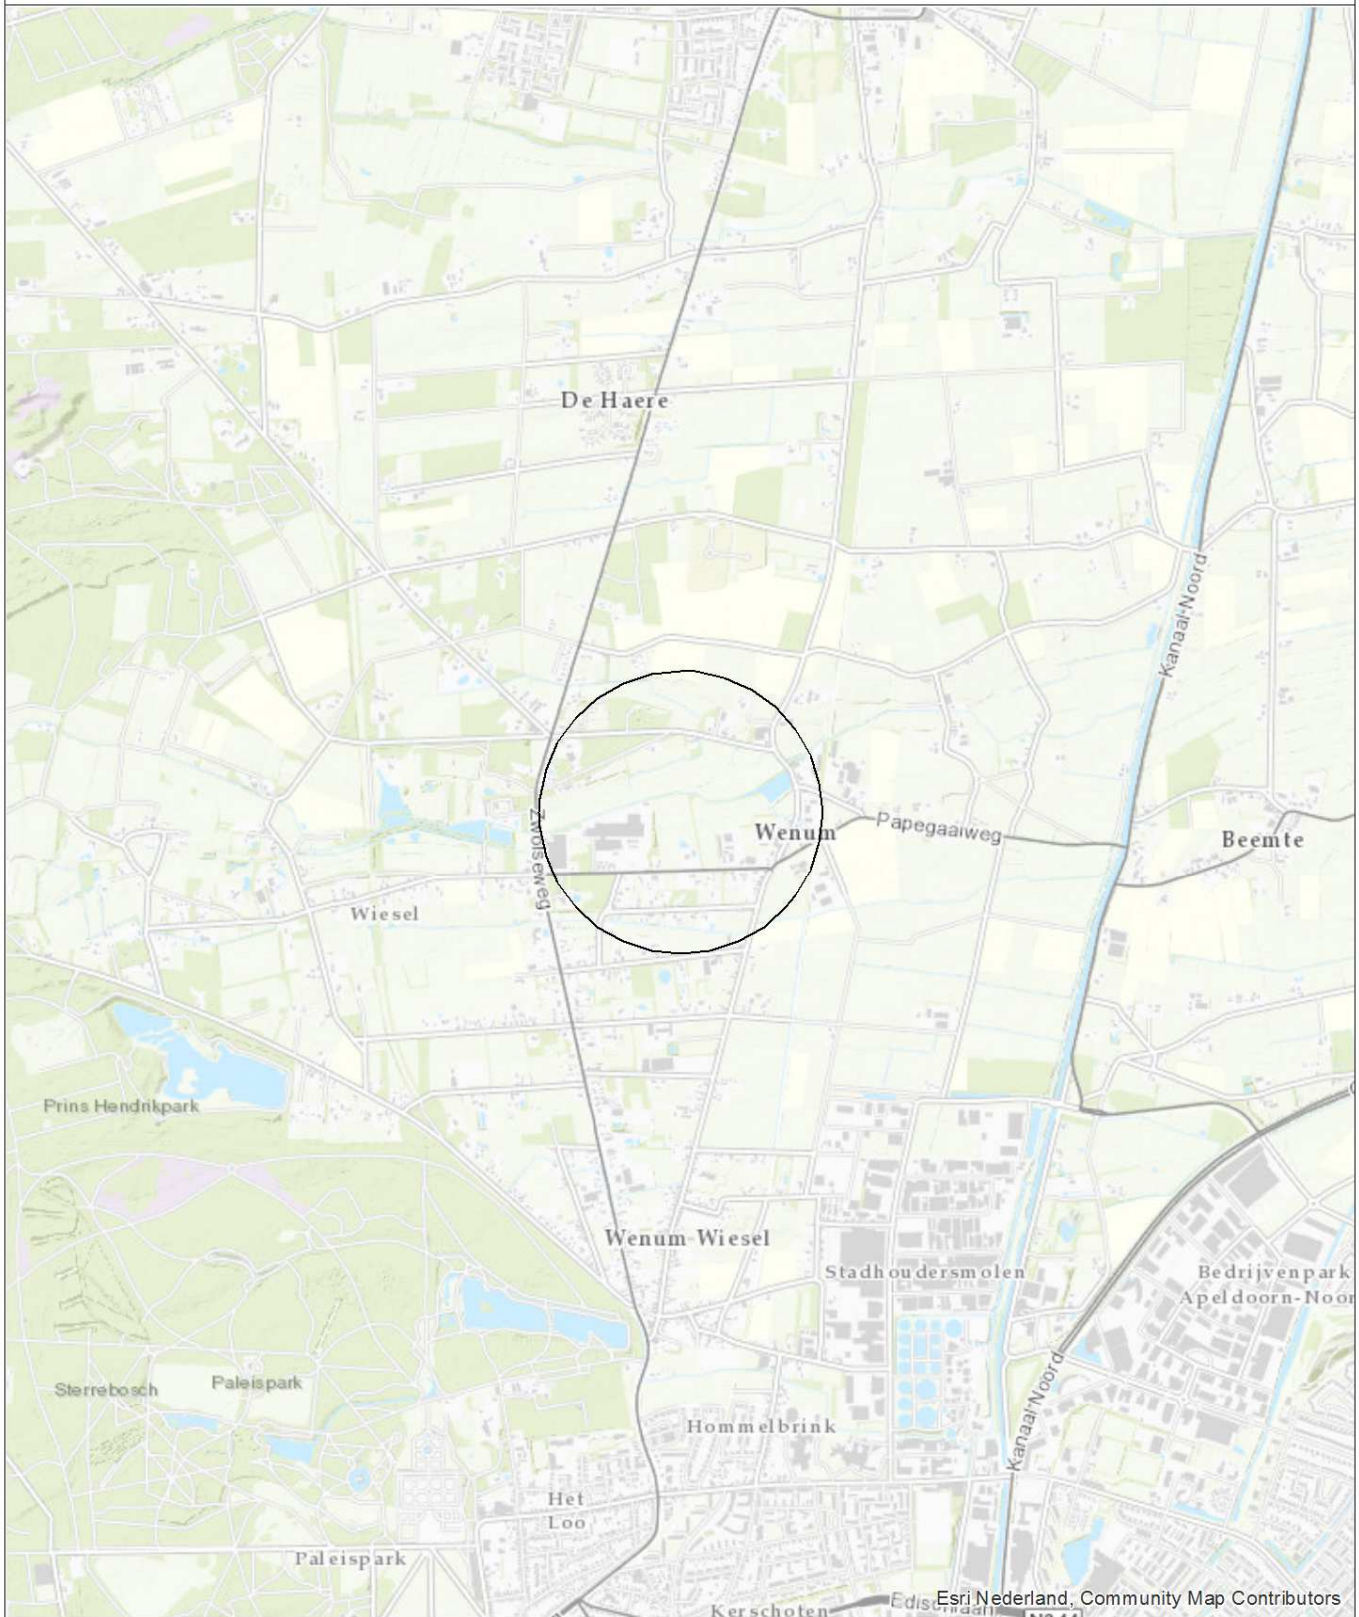 De Haere
Kanaal-Noord
Zwolseweg
Wenum
Papegaaiweg
Beemte
Wiesel
Prins Hendrikpark
Wenum Wiesel
Stadhoudersmolen
Bedrijvenpark
Apeldoorn-Noor
Sterrebosch
Paleispark
Kanaal-Noord
Hommelbrink
Het
Loo
Paleispark
Kerschoten
Esri Nederland, Community Map Contributors